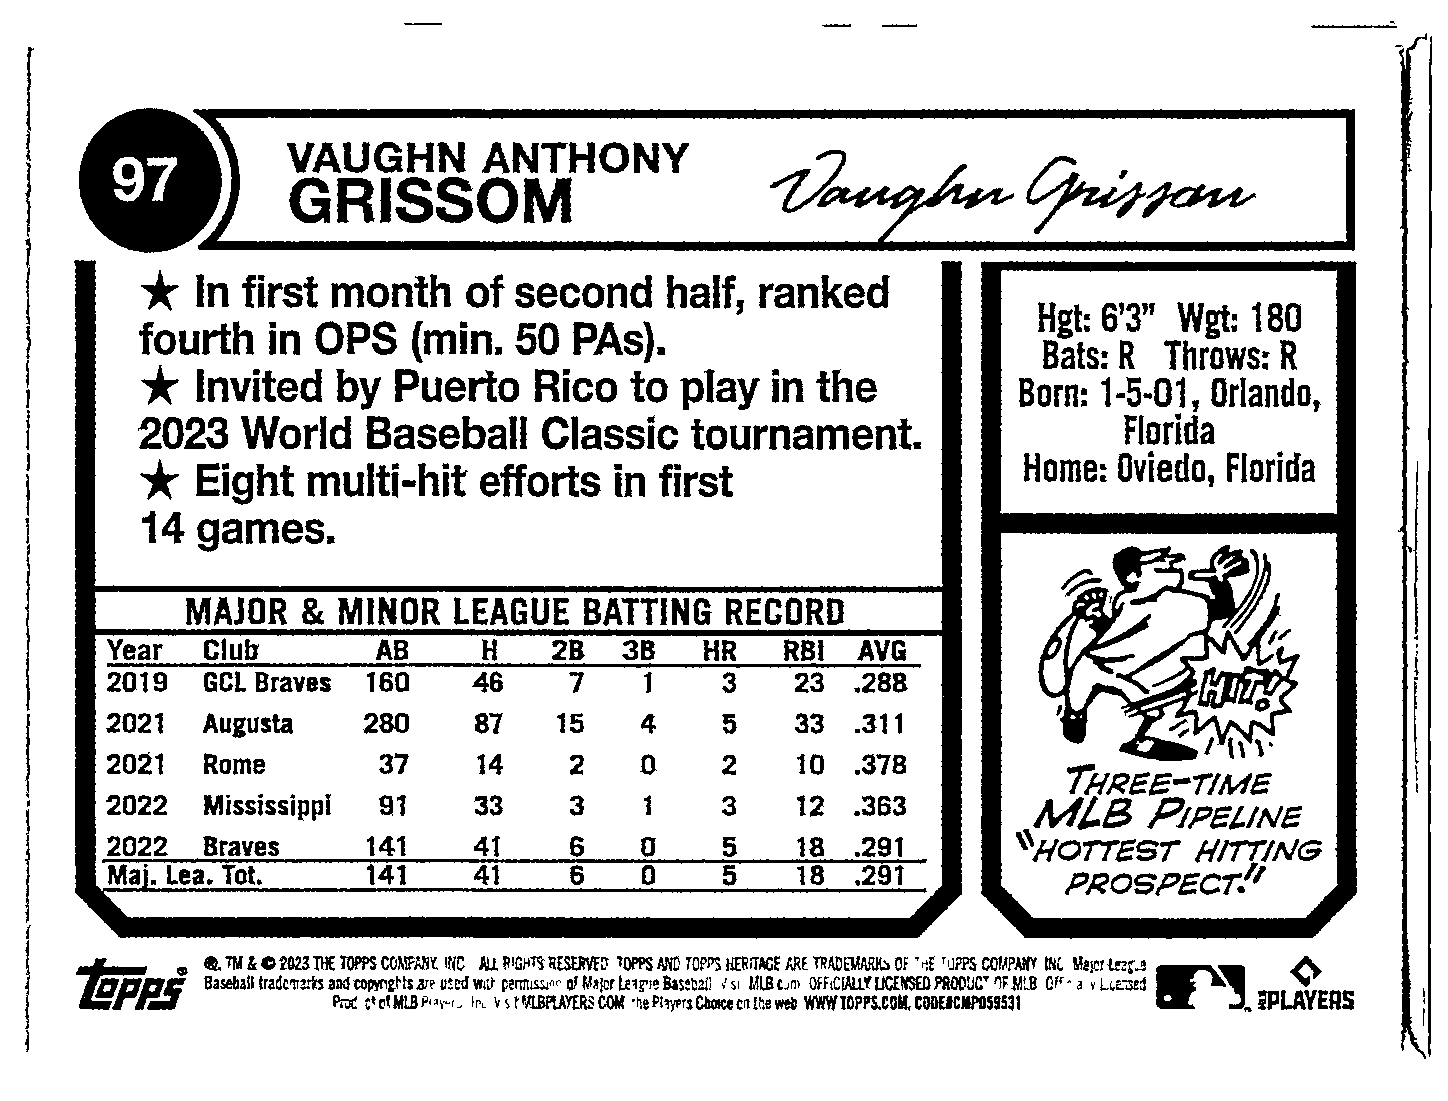 97
VAUGHN ANTHONY
GRISSOM
Vaughn Grissom
★ In first month of second half, ranked
fourth in OPS (min. 50 PAs).
★ Invited by Puerto Rico to play in the
2023 World Baseball Classic tournament.
★ Eight multi-hit efforts in first
14 games.
Hgt: 6'3" Wgt: 180
Bats: R Throws: R
Born: 1-5-01, Orlando,
Florida
Home: Oviedo, Florida
MAJOR & MINOR LEAGUE BATTING RECORD
Year Club AB H 2B 3B HR RBI AVG
2019 GCL Braves 160 46 7 1 3 23 .288
2021 Augusta 280 87 15 4 5 33 .311
2021 Rome 37 14 2 0 2 10 .378
2022 Mississippi 91 33 3 1 3 12 .363
2022 Braves 141 41 6 0 5 18 .291
Maj. Lea. Tot. 141 41 6 0 5 18 .291
HIT!
THREE-TIME
MLB PIPELINE
"HOTTEST HITTING
PROSPECT."
topps®
®, TM & © 2023 THE TOPPS COMPANY, INC. ALL RIGHTS RESERVED. TOPPS AND TOPPS HERITAGE ARE TRADEMARKS OF THE TOPPS COMPANY, INC. Major League
Baseball trademarks and copyrights are used with permission of Major League Baseball. Visit MLB.com. OFFICIALLY LICENSED PRODUCT OF MLB Officially Licensed
Product of MLB Players, Inc. Visit MLBPLAYERS.COM, the Players Choice on the web. WWW.TOPPS.COM, CODE#CMP059531
MLB PLAYERS